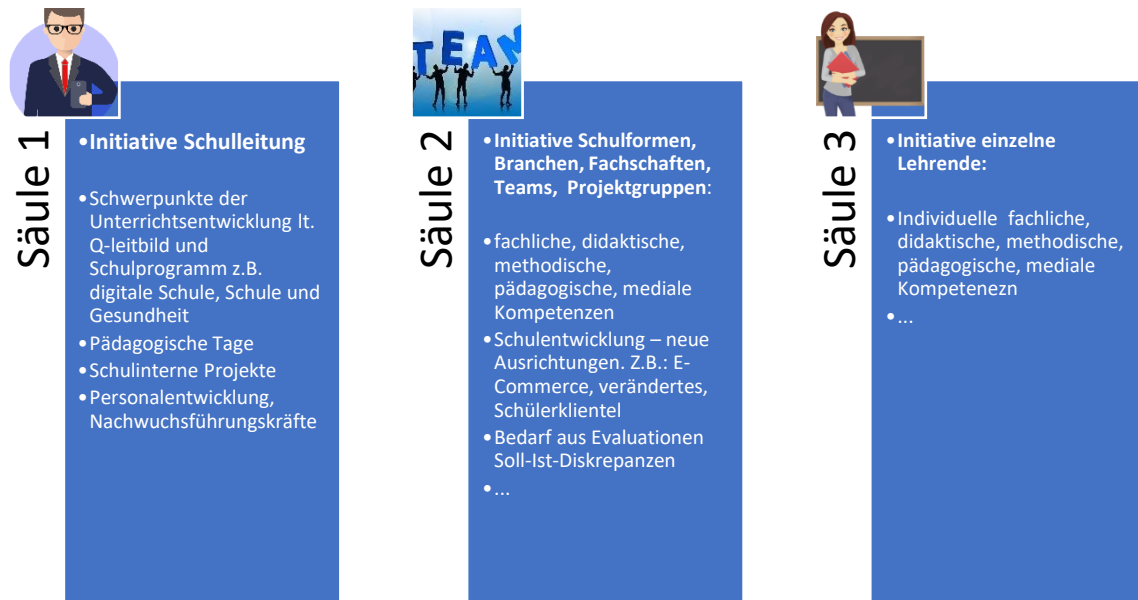 Säule 1
•Initiative Schulleitung
•Schwerpunkte der
Unterrichtsentwicklung lt.
Q-leitbild und
Schulprogramm z.B.
digitale Schule, Schule und
Gesundheit
•Pädagogische Tage
•Schulinterne Projekte
•Personalentwicklung,
Nachwuchsführungskräfte
TEAM
Säule 2
•Initiative Schulformen,
Branchen, Fachschaften,
Teams, Projektgruppen:
•fachliche, didaktische,
methodische,
pädagogische, mediale
Kompetenzen
•Schulentwicklung – neue
Ausrichtungen. Z.B.: E-
Commerce, verändertes,
Schülerklientel
•Bedarf aus Evaluationen
Soll-Ist-Diskrepanzen
•...
Säule 3
•Initiative einzelne
Lehrende:
•Individuelle fachliche,
didaktische, methodische,
pädagogische, mediale
Kompetenezn
•...